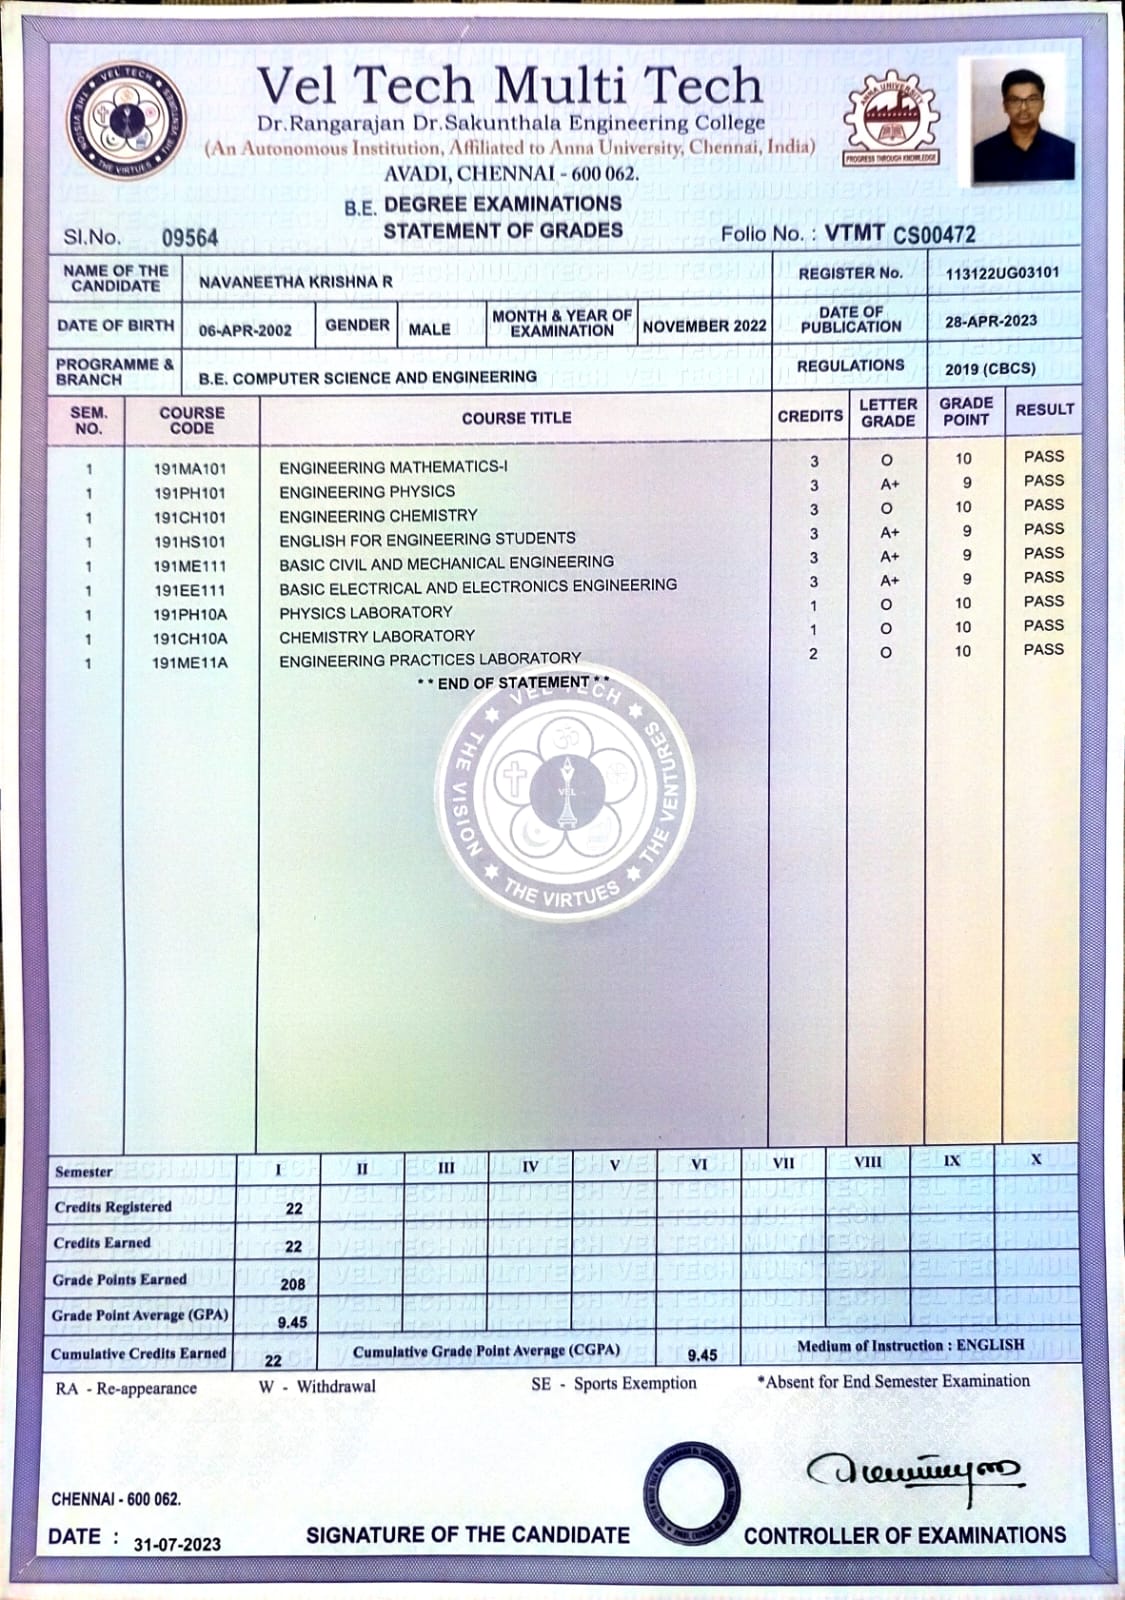 Vel Tech Multi Tech
Dr.Rangarajan Dr.Sakunthala Engineering College
(An Autonomous Institution, Affiliated to Anna University, Chennai, India)
AVADI, CHENNAI - 600 062.
B.E. DEGREE EXAMINATIONS
STATEMENT OF GRADES
VEL TECH
THE VISION
THE VIRTUES
THE VENTURES
ANNA UNIVERSITY
PROGRESS THROUGH KNOWLEDGE
Sl.No. 09564
Folio No. : VTMT CS00472
NAME OF THE CANDIDATE NAVANEETHA KRISHNA R REGISTER No. 113122UG03101
DATE OF BIRTH 06-APR-2002 GENDER MALE MONTH & YEAR OF EXAMINATION NOVEMBER 2022 DATE OF PUBLICATION 28-APR-2023
PROGRAMME & BRANCH B.E. COMPUTER SCIENCE AND ENGINEERING REGULATIONS 2019 (CBCS)
SEM. NO. COURSE CODE COURSE TITLE CREDITS LETTER GRADE GRADE POINT RESULT
1 191MA101 ENGINEERING MATHEMATICS-I 3 O 10 PASS
1 191PH101 ENGINEERING PHYSICS 3 A+ 9 PASS
1 191CH101 ENGINEERING CHEMISTRY 3 O 10 PASS
1 191HS101 ENGLISH FOR ENGINEERING STUDENTS 3 A+ 9 PASS
1 191ME111 BASIC CIVIL AND MECHANICAL ENGINEERING 3 A+ 9 PASS
1 191EE111 BASIC ELECTRICAL AND ELECTRONICS ENGINEERING 3 A+ 9 PASS
1 191PH10A PHYSICS LABORATORY 1 O 10 PASS
1 191CH10A CHEMISTRY LABORATORY 1 O 10 PASS
1 191ME11A ENGINEERING PRACTICES LABORATORY 2 O 10 PASS
* * END OF STATEMENT * *
VEL TECH
THE VISION
VEL
THE VENTURES
THE VIRTUES
Semester I II III IV V VI VII VIII IX X
Credits Registered 22
Credits Earned 22
Grade Points Earned 208
Grade Point Average (GPA) 9.45
Cumulative Credits Earned 22 Cumulative Grade Point Average (CGPA) 9.45 Medium of Instruction : ENGLISH
RA - Re-appearance W - Withdrawal SE - Sports Exemption *Absent for End Semester Examination
CHENNAI - 600 062.
DATE : 31-07-2023 SIGNATURE OF THE CANDIDATE CONTROLLER OF EXAMINATIONS